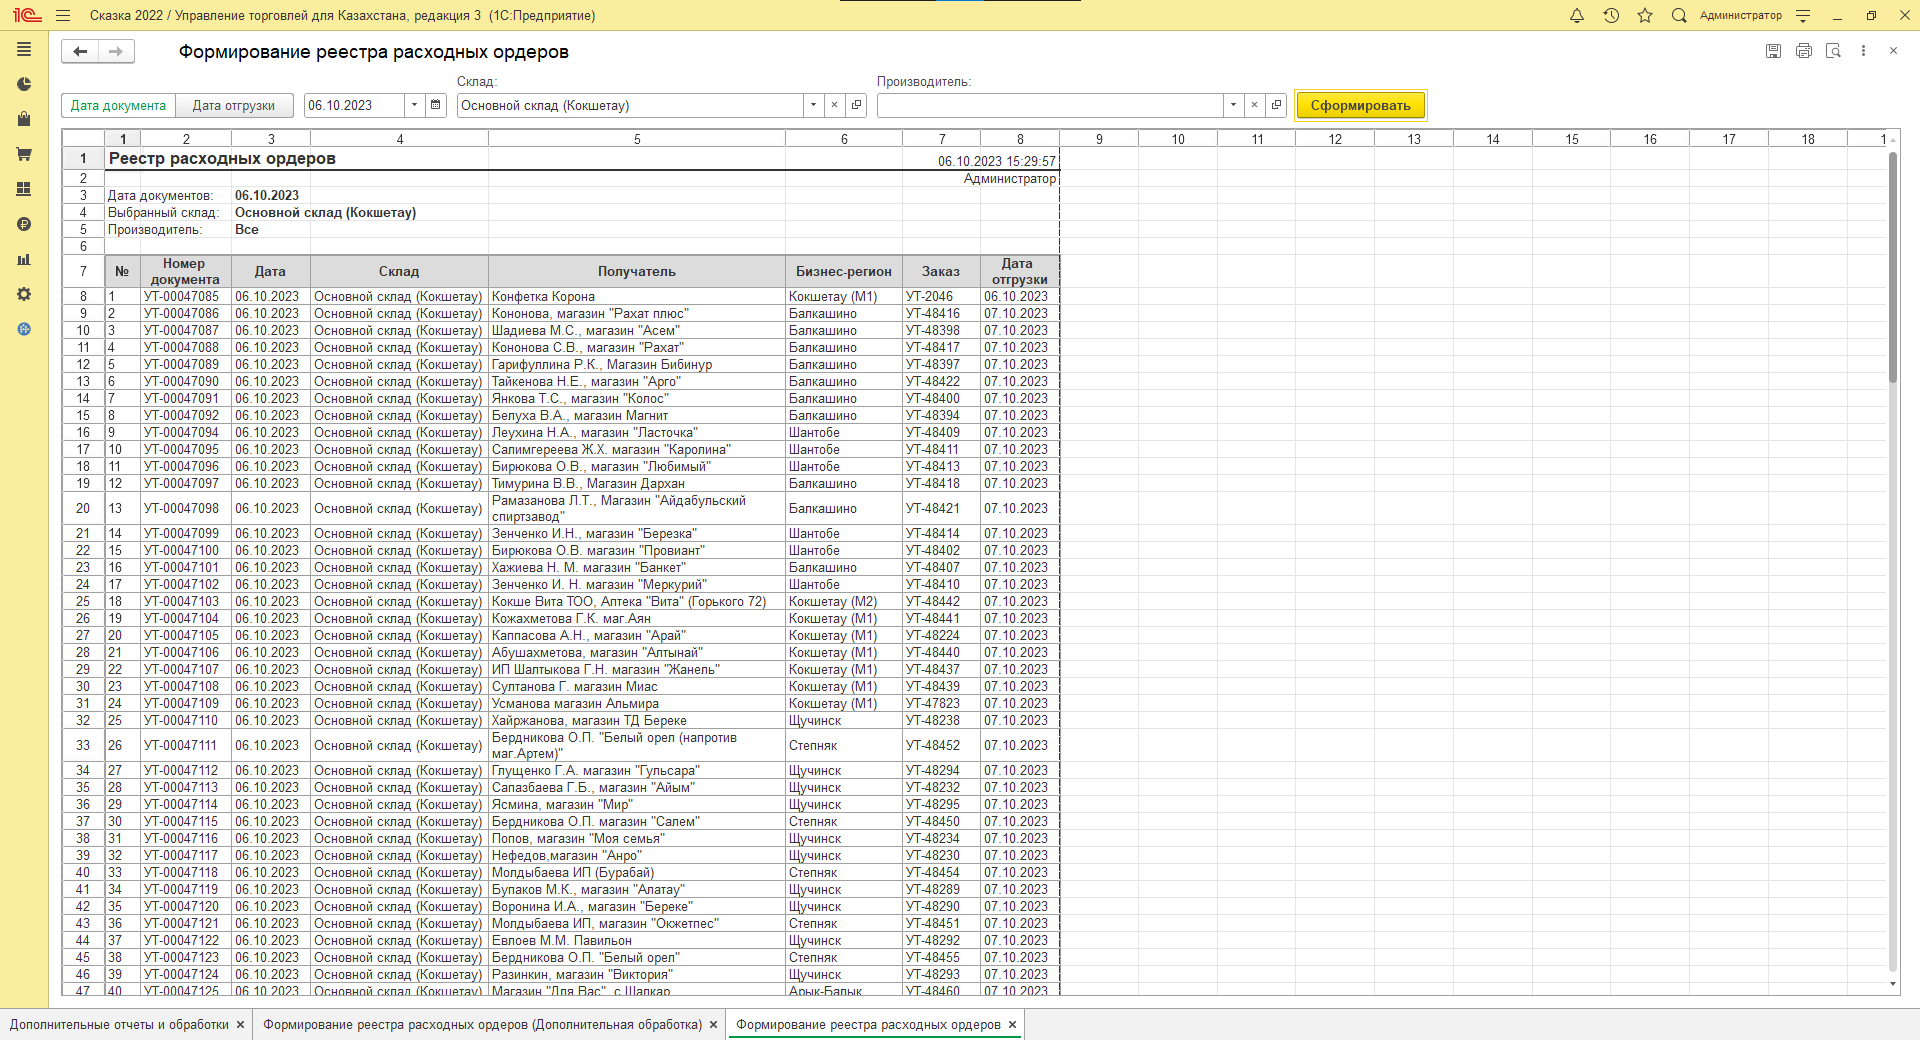 1С Сказка 2022 / Управление торговлей для Казахстана, редакция 3 (1С:Предприятие) Администратор
Формирование реестра расходных ордеров
Склад: Производитель:
Дата документа Дата отгрузки 06.10.2023 Основной склад (Кокшетау) Сформировать
1 2 3 4 5 6 7 8 9 10 11 12 13 14 15 16 17 18 1
1 Реестр расходных ордеров 06.10.2023 15:29:57
2 Администратор
3 Дата документов: 06.10.2023
4 Выбранный склад: Основной склад (Кокшетау)
5 Производитель: Все
6
7 № Номер документа Дата Склад Получатель Бизнес-регион Заказ Дата отгрузки
8 1 УТ-00047085 06.10.2023 Основной склад (Кокшетау) Конфетка Корона Кокшетау (М1) УТ-2046 06.10.2023
9 2 УТ-00047086 06.10.2023 Основной склад (Кокшетау) Кононова, магазин "Рахат плюс" Балкашино УТ-48416 07.10.2023
10 3 УТ-00047087 06.10.2023 Основной склад (Кокшетау) Шадиева М.С., магазин "Асем" Балкашино УТ-48398 07.10.2023
11 4 УТ-00047088 06.10.2023 Основной склад (Кокшетау) Кононова С.В., магазин "Рахат" Балкашино УТ-48417 07.10.2023
12 5 УТ-00047089 06.10.2023 Основной склад (Кокшетау) Гарифуллина Р.К., Магазин Бибинур Балкашино УТ-48397 07.10.2023
13 6 УТ-00047090 06.10.2023 Основной склад (Кокшетау) Тайкенова Н.Е., магазин "Арго" Балкашино УТ-48422 07.10.2023
14 7 УТ-00047091 06.10.2023 Основной склад (Кокшетау) Янкова Т.С., магазин "Колос" Балкашино УТ-48400 07.10.2023
15 8 УТ-00047092 06.10.2023 Основной склад (Кокшетау) Белуха В.А., магазин Магнит Балкашино УТ-48394 07.10.2023
16 9 УТ-00047094 06.10.2023 Основной склад (Кокшетау) Леухина Н.А., магазин "Ласточка" Шантобе УТ-48409 07.10.2023
17 10 УТ-00047095 06.10.2023 Основной склад (Кокшетау) Салимгереева Ж.Х. магазин "Каролина" Шантобе УТ-48411 07.10.2023
18 11 УТ-00047096 06.10.2023 Основной склад (Кокшетау) Бирюкова О.В., магазин "Любимый" Шантобе УТ-48413 07.10.2023
19 12 УТ-00047097 06.10.2023 Основной склад (Кокшетау) Тимурина В.В., Магазин Дархан Балкашино УТ-48418 07.10.2023
20 13 УТ-00047098 06.10.2023 Основной склад (Кокшетау) Рамазанова Л.Т., Магазин "Айдабульский спиртзавод" Балкашино УТ-48421 07.10.2023
21 14 УТ-00047099 06.10.2023 Основной склад (Кокшетау) Зенченко И.Н., магазин "Березка" Шантобе УТ-48414 07.10.2023
22 15 УТ-00047100 06.10.2023 Основной склад (Кокшетау) Бирюкова О.В. магазин "Провиант" Шантобе УТ-48402 07.10.2023
23 16 УТ-00047101 06.10.2023 Основной склад (Кокшетау) Хажиева Н. М. магазин "Банкет" Балкашино УТ-48407 07.10.2023
24 17 УТ-00047102 06.10.2023 Основной склад (Кокшетау) Зенченко И. Н. магазин "Меркурий" Шантобе УТ-48410 07.10.2023
25 18 УТ-00047103 06.10.2023 Основной склад (Кокшетау) Кокше Вита ТОО, Аптека "Вита" (Горького 72) Кокшетау (М2) УТ-48442 07.10.2023
26 19 УТ-00047104 06.10.2023 Основной склад (Кокшетау) Кожахметова Г.К. маг.Аян Кокшетау (М1) УТ-48441 07.10.2023
27 20 УТ-00047105 06.10.2023 Основной склад (Кокшетау) Каппасова А.Н., магазин "Арай" Кокшетау (М1) УТ-48224 07.10.2023
28 21 УТ-00047106 06.10.2023 Основной склад (Кокшетау) Абушахметова, магазин "Алтынай" Кокшетау (М1) УТ-48440 07.10.2023
29 22 УТ-00047107 06.10.2023 Основной склад (Кокшетау) ИП Шалтыкова Г.Н. магазин "Жанель" Кокшетау (М1) УТ-48437 07.10.2023
30 23 УТ-00047108 06.10.2023 Основной склад (Кокшетау) Султанова Г. магазин Миас Кокшетау (М1) УТ-48439 07.10.2023
31 24 УТ-00047109 06.10.2023 Основной склад (Кокшетау) Усманова магазин Альмира Кокшетау (М1) УТ-47823 07.10.2023
32 25 УТ-00047110 06.10.2023 Основной склад (Кокшетау) Хайржанова, магазин ТД Береке Щучинск УТ-48238 07.10.2023
33 26 УТ-00047111 06.10.2023 Основной склад (Кокшетау) Бердникова О.П. "Белый орел (напротив маг.Артем)" Степняк УТ-48452 07.10.2023
34 27 УТ-00047112 06.10.2023 Основной склад (Кокшетау) Глущенко Г.А. магазин "Гульсара" Щучинск УТ-48294 07.10.2023
35 28 УТ-00047113 06.10.2023 Основной склад (Кокшетау) Сапазбаева Г.Б., магазин "Айым" Щучинск УТ-48232 07.10.2023
36 29 УТ-00047114 06.10.2023 Основной склад (Кокшетау) Ясмина, магазин "Мир" Щучинск УТ-48295 07.10.2023
37 30 УТ-00047115 06.10.2023 Основной склад (Кокшетау) Бердникова О.П. магазин "Салем" Степняк УТ-48450 07.10.2023
38 31 УТ-00047116 06.10.2023 Основной склад (Кокшетау) Попов, магазин "Моя семья" Щучинск УТ-48234 07.10.2023
39 32 УТ-00047117 06.10.2023 Основной склад (Кокшетау) Нефедов,магазин "Анро" Щучинск УТ-48230 07.10.2023
40 33 УТ-00047118 06.10.2023 Основной склад (Кокшетау) Молдыбаева ИП (Бурабай) Степняк УТ-48454 07.10.2023
41 34 УТ-00047119 06.10.2023 Основной склад (Кокшетау) Булаков М.К., магазин "Алатау" Щучинск УТ-48289 07.10.2023
42 35 УТ-00047120 06.10.2023 Основной склад (Кокшетау) Воронина И.А., магазин "Береке" Щучинск УТ-48290 07.10.2023
43 36 УТ-00047121 06.10.2023 Основной склад (Кокшетау) Молдыбаева ИП, магазин "Окжетпес" Степняк УТ-48451 07.10.2023
44 37 УТ-00047122 06.10.2023 Основной склад (Кокшетау) Евлоев М.М. Павильон Щучинск УТ-48292 07.10.2023
45 38 УТ-00047123 06.10.2023 Основной склад (Кокшетау) Бердникова О.П. "Белый орел" Степняк УТ-48455 07.10.2023
46 39 УТ-00047124 06.10.2023 Основной склад (Кокшетау) Разинкин, магазин "Виктория" Щучинск УТ-48293 07.10.2023
47 40 УТ-00047125 06.10.2023 Основной склад (Кокшетау) Магазин "Для Вас", с Шалкар Арык-Балык УТ-48460 07.10.2023
Дополнительные отчеты и обработки Формирование реестра расходных ордеров (Дополнительная обработка) Формирование реестра расходных ордеров